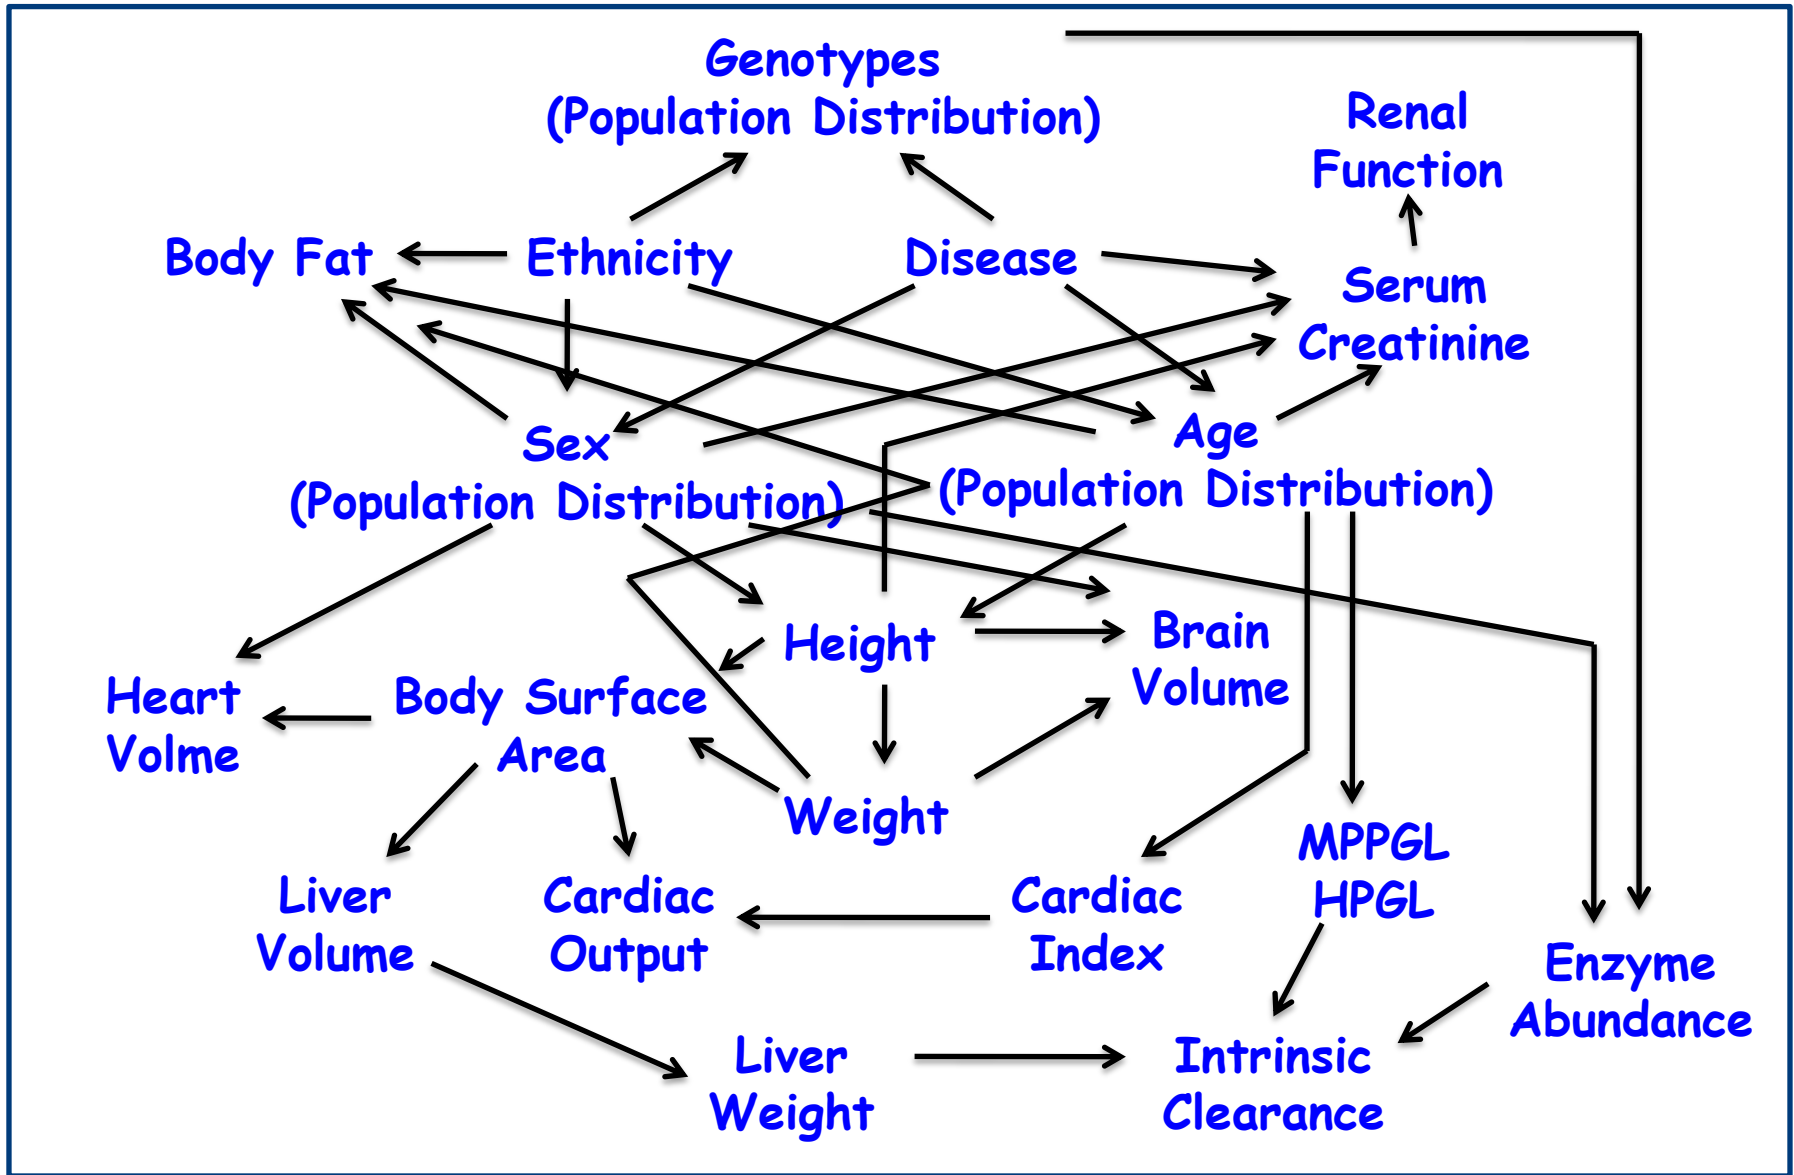 Genotypes
(Population Distribution)
Renal
Function
Body Fat
Ethnicity
Disease
Serum
Creatinine
Sex
(Population Distribution)
Age
(Population Distribution)
Height
Brain
Volume
Heart
Volme
Body Surface
Area
Weight
MPPGL
HPGL
Liver
Volume
Cardiac
Output
Cardiac
Index
Enzyme
Abundance
Liver
Weight
Intrinsic
Clearance